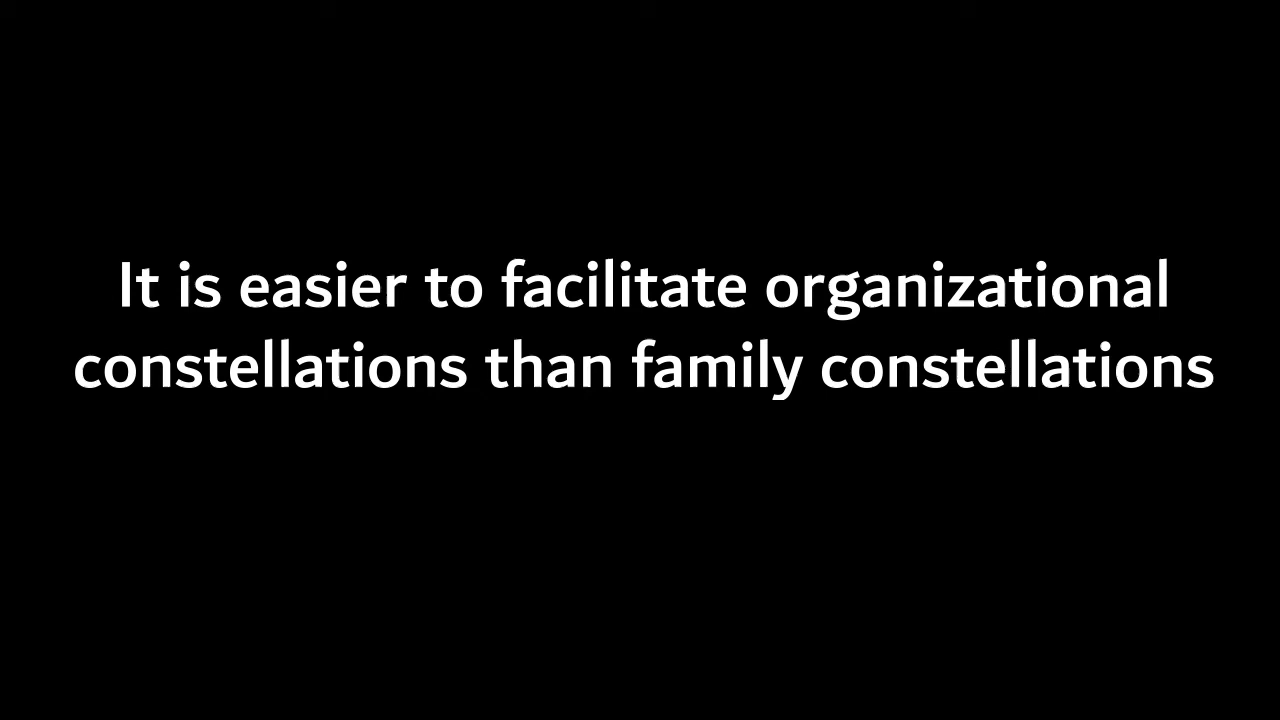 It is easier to facilitate organizational
constellations than family constellations